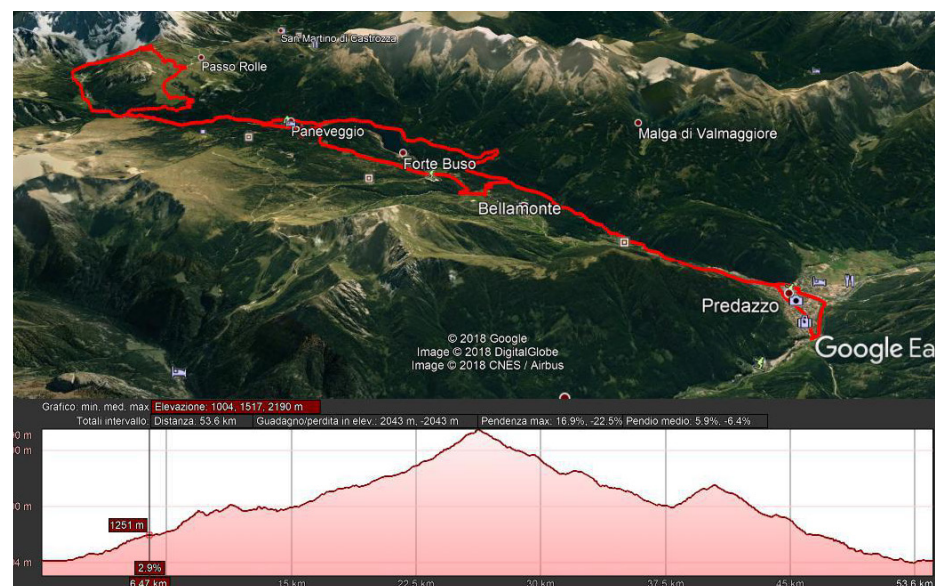 San Martino di Castrozza
Passo Rolle
Paneveggio
Malga di Valmaggiore
Forte Buso
Bellamonte
Predazzo
© 2018 Google
Image © 2018 DigitalGlobe
Image © 2018 CNES / Airbus
Google Ea
Grafico: min. med. max Elevazione: 1004, 1517, 2190 m
Totali intervallo: Distanza: 53.6 km Guadagno/perdita in elev.: 2043 m, -2043 m Pendenza max: 16.9%, -22.5% Pendio medio: 5.9%, -6.4%
1251 m
2.9%
6.47 km 15 km 22.5 km 30 km 37.5 km 45 km 53.6 km